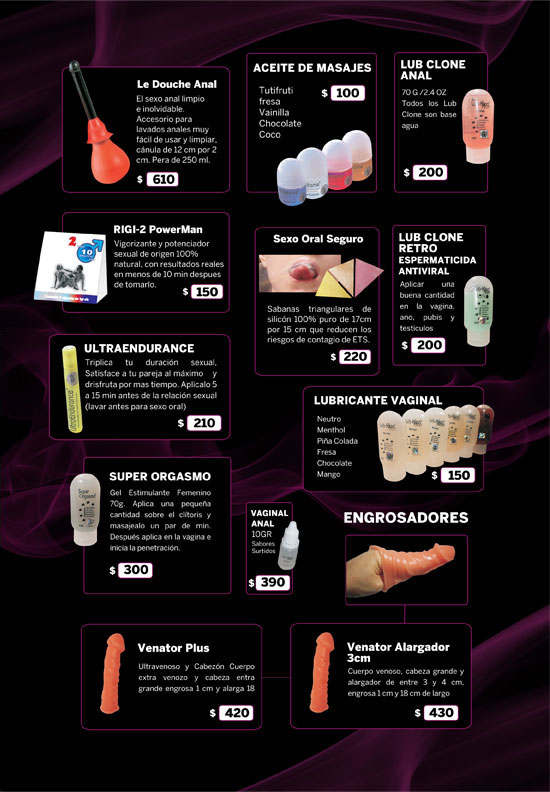 Le Douche Anal
El sexo anal limpio
e inolvidable.
Accesorio para
lavados anales muy
fácil de usar y limpiar,
cánula de 12 cm por 2
cm. Pera de 250 ml.
$ 610
ACEITE DE MASAJES
Tutifruti
fresa
Vainilla
Chocolate
Coco
$ 100
LUB CLONE
ANAL
70 G /2.4 OZ
Todos los Lub
Clone son base
agua
$ 200
RIGI-2 PowerMan
Vigorizante y potenciador
sexual de origen 100%
natural, con resultados reales
en menos de 10 min despues
de tomarlo.
$ 150
2
10
Sexo Oral Seguro
Sabanas triangulares de
silicón 100% puro de 17cm
por 15 cm que reducen los
riesgos de contagio de ETS.
$ 220
LUB CLONE
RETRO
ESPERMATICIDA
ANTIVIRAL
Aplicar una
buena cantidad
en la vagina,
ano, pubis y
testiculos
$ 200
ULTRAENDURANCE
Triplica tu duración sexual,
Satisface a tu pareja al máximo y
drisfruta por mas tiempo. Aplicalo 5
a 15 min antes de la relación sexual
(lavar antes para sexo oral)
$ 210
ultraendurance
LUBRICANTE VAGINAL
Neutro
Menthol
Piña Colada
Fresa
Chocolate
Mango
$ 150
SUPER ORGASMO
Gel Estimulante Femenino
70g. Aplica una pequeña
cantidad sobre el clítoris y
masajealo un par de min.
Después aplica en la vagina e
inicia la penetración.
$ 300
Super
Orgasmo
VAGINAL
ANAL
10GR
Sabores
Surtidos
$ 390
ENGROSADORES
Venator Plus
Ultravenoso y Cabezón Cuerpo
extra venozo y cabeza entra
grande engrosa 1 cm y alarga 18
$ 420
Venator Alargador
3cm
Cuerpo venoso, cabeza grande y
alargador de entre 3 y 4 cm,
engrosa 1 cm y 18 cm de largo
$ 430